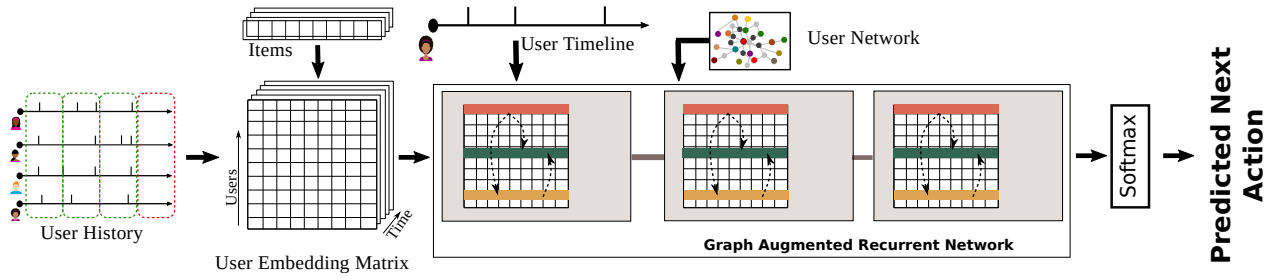 Items
User Timeline
User Network
User History
Users
Time
User Embedding Matrix
Graph Augmented Recurrent Network
Softmax
Predicted Next
Action